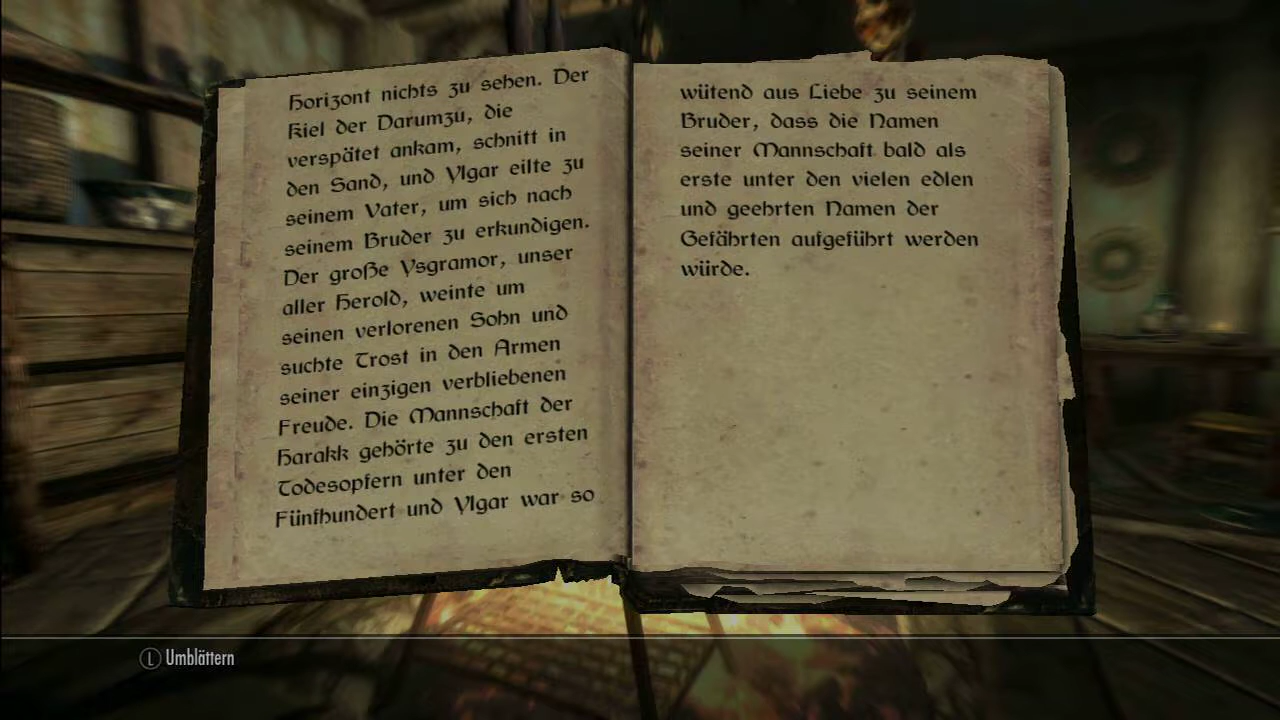 Horizont nichts zu sehen. Der
Kiel der Darumzu, die
verspätet ankam, schnitt in
den Sand, und Ylgar eilte zu
seinem Vater, um sich nach
seinem Bruder zu erkundigen.
Der große Ysgramor, unser
aller Herold, weinte um
seinen verlorenen Sohn und
suchte Trost in den Armen
seiner einzigen verbliebenen
Freude. Die Mannschaft der
Harakk gehörte zu den ersten
Todesopfern unter den
Fünfhundert und Ylgar war so
wütend aus Liebe zu seinem
Bruder, dass die Namen
seiner Mannschaft bald als
erste unter den vielen edlen
und geehrten Namen der
Gefährten aufgeführt werden
würde.
L Umblättern